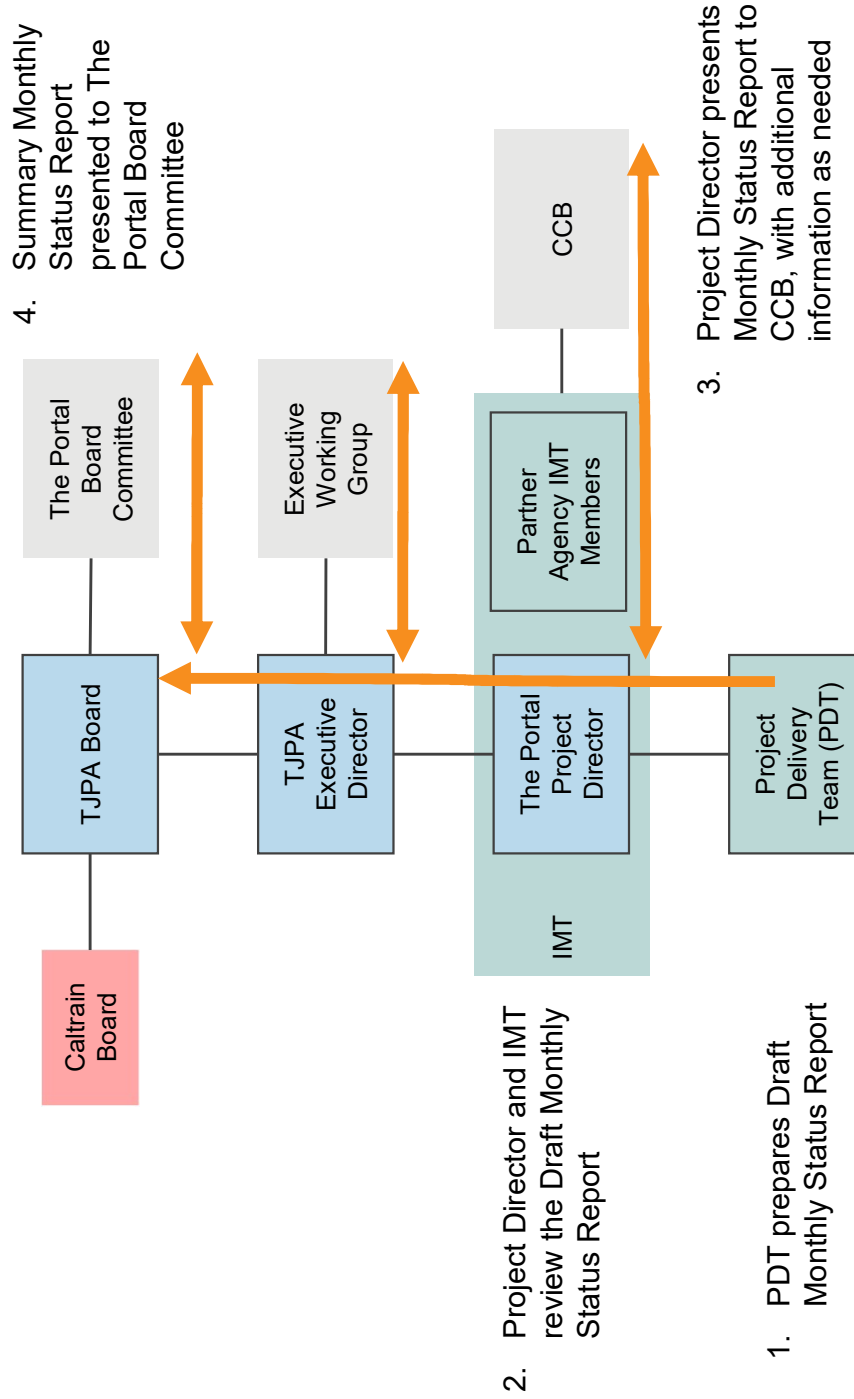 Caltrain
Board
TJPA Board
The Portal
Board
Committee
4. Summary Monthly
Status Report
presented to The
Portal Board
Committee
TJPA
Executive
Director
Executive
Working
Group
2. Project Director and IMT
review the Draft Monthly
Status Report
IMT
The Portal
Project
Director
Partner
Agency IMT
Members
CCB
1. PDT prepares Draft
Monthly Status Report
Project
Delivery
Team (PDT)
3. Project Director presents
Monthly Status Report to
CCB, with additional
information as needed